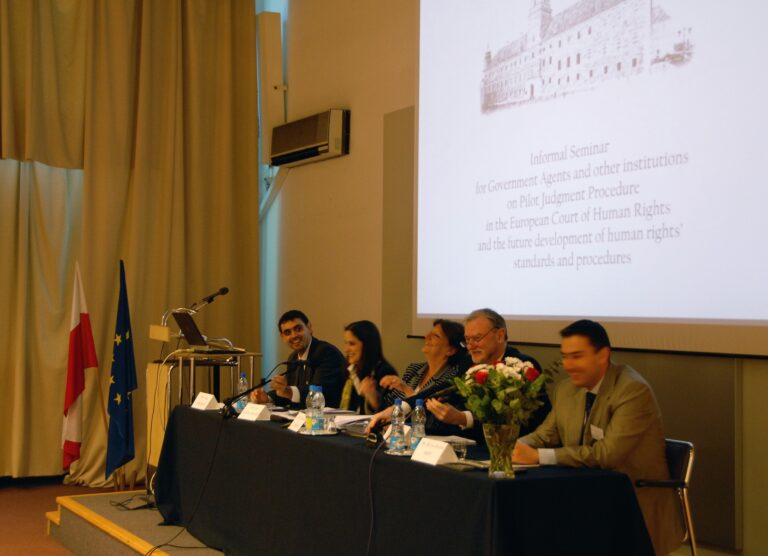 Informal Seminar
for Government Agents and other institutions
on Pilot Judgment Procedure
in the European Court of Human Rights
and the future development of human rights'
standards and procedures